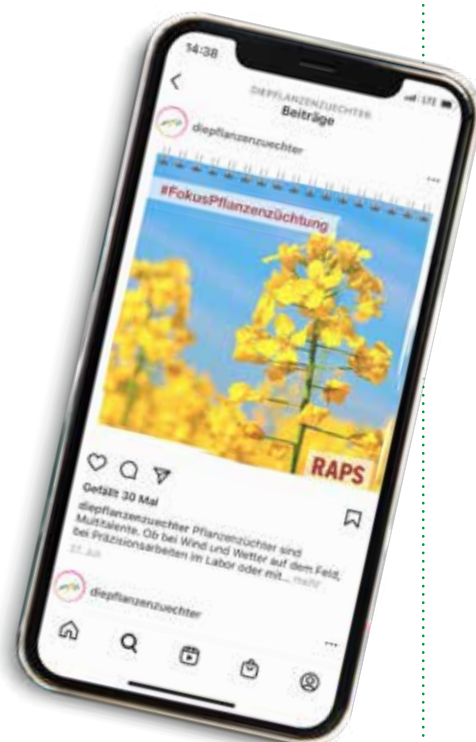 14:38
LTE
DIEPFLANZENZUECHTER
Beiträge
diepflanzenzuechter
#FokusPflanzenzüchtung
RAPS
Gefällt 30 Mal
diepflanzenzuechter Pflanzenzüchter sind
Multitalente. Ob bei Wind und Wetter auf dem Feld,
bei Präzisionsarbeiten im Labor oder mit... mehr
diepflanzenzuechter